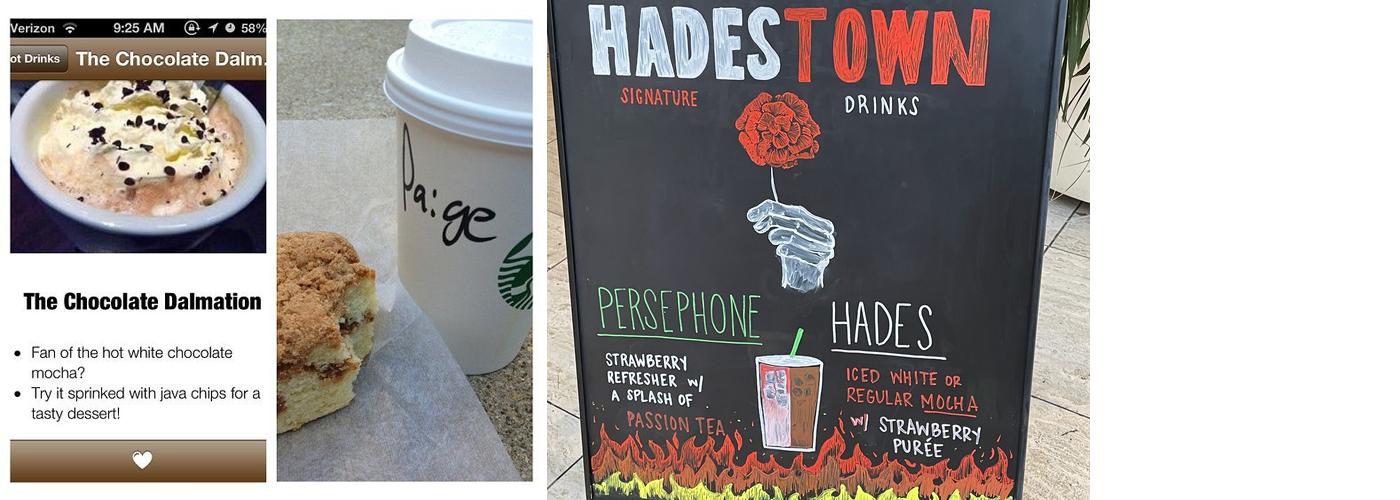 Verizon 9:25 AM 58%
ot Drinks The Chocolate Dalm.
The Chocolate Dalmation
• Fan of the hot white chocolate
mocha?
• Try it sprinked with java chips for a
tasty dessert!
Paige
HADESTOWN
SIGNATURE DRINKS
PERSEPHONE
STRAWBERRY
REFRESHER w/
A SPLASH OF
PASSION TEA
HADES
ICED WHITE OR
REGULAR MOCHA
w/ STRAWBERRY
PURÉE